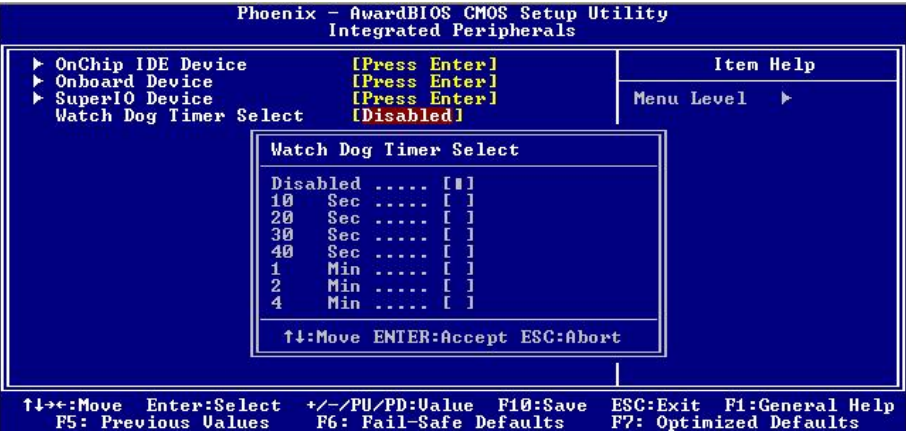 Phoenix - AwardBIOS CMOS Setup Utility
Integrated Peripherals
▶ OnChip IDE Device [Press Enter]
▶ Onboard Device [Press Enter]
▶ SuperIO Device [Press Enter]
Watch Dog Timer Select [Disabled]
Item Help
Menu Level ▶
Watch Dog Timer Select
Disabled ..... [▮]
10 Sec ..... [ ]
20 Sec ..... [ ]
30 Sec ..... [ ]
40 Sec ..... [ ]
1 Min ..... [ ]
2 Min ..... [ ]
4 Min ..... [ ]
↑↓:Move ENTER:Accept ESC:Abort
↑↓→←:Move Enter:Select +/-/PU/PD:Value F10:Save ESC:Exit F1:General Help
F5: Previous Values F6: Fail-Safe Defaults F7: Optimized Defaults